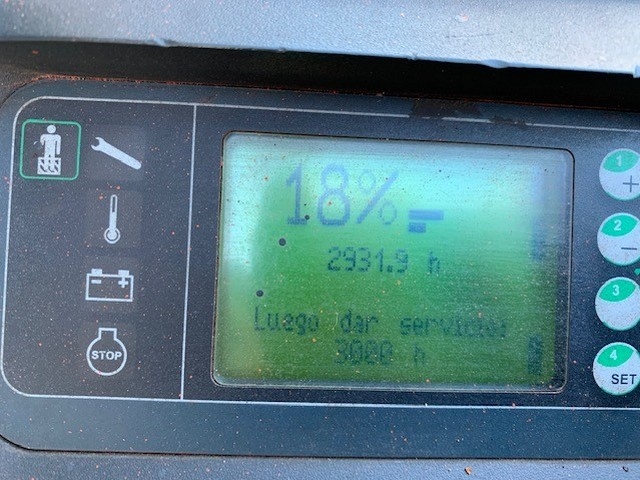 18%
2931.9 h
Luego dar servicio:
3000 h
STOP
1
+
2
−
3
4
SET